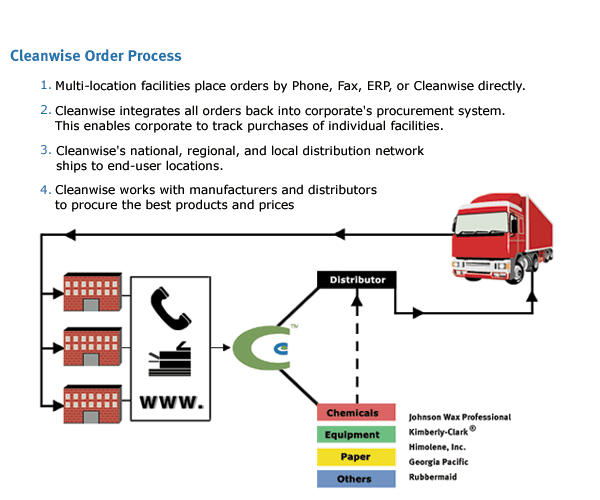 Cleanwise Order Process
1. Multi-location facilities place orders by Phone, Fax, ERP, or Cleanwise directly.
2. Cleanwise integrates all orders back into corporate's procurement system.
This enables corporate to track purchases of individual facilities.
3. Cleanwise's national, regional, and local distribution network
ships to end-user locations.
4. Cleanwise works with manufacturers and distributors
to procure the best products and prices
Distributor
TM
www.
Chemicals
Equipment
Paper
Others
Johnson Wax Professional
Kimberly-Clark®
Himolene, Inc.
Georgia Pacific
Rubbermaid